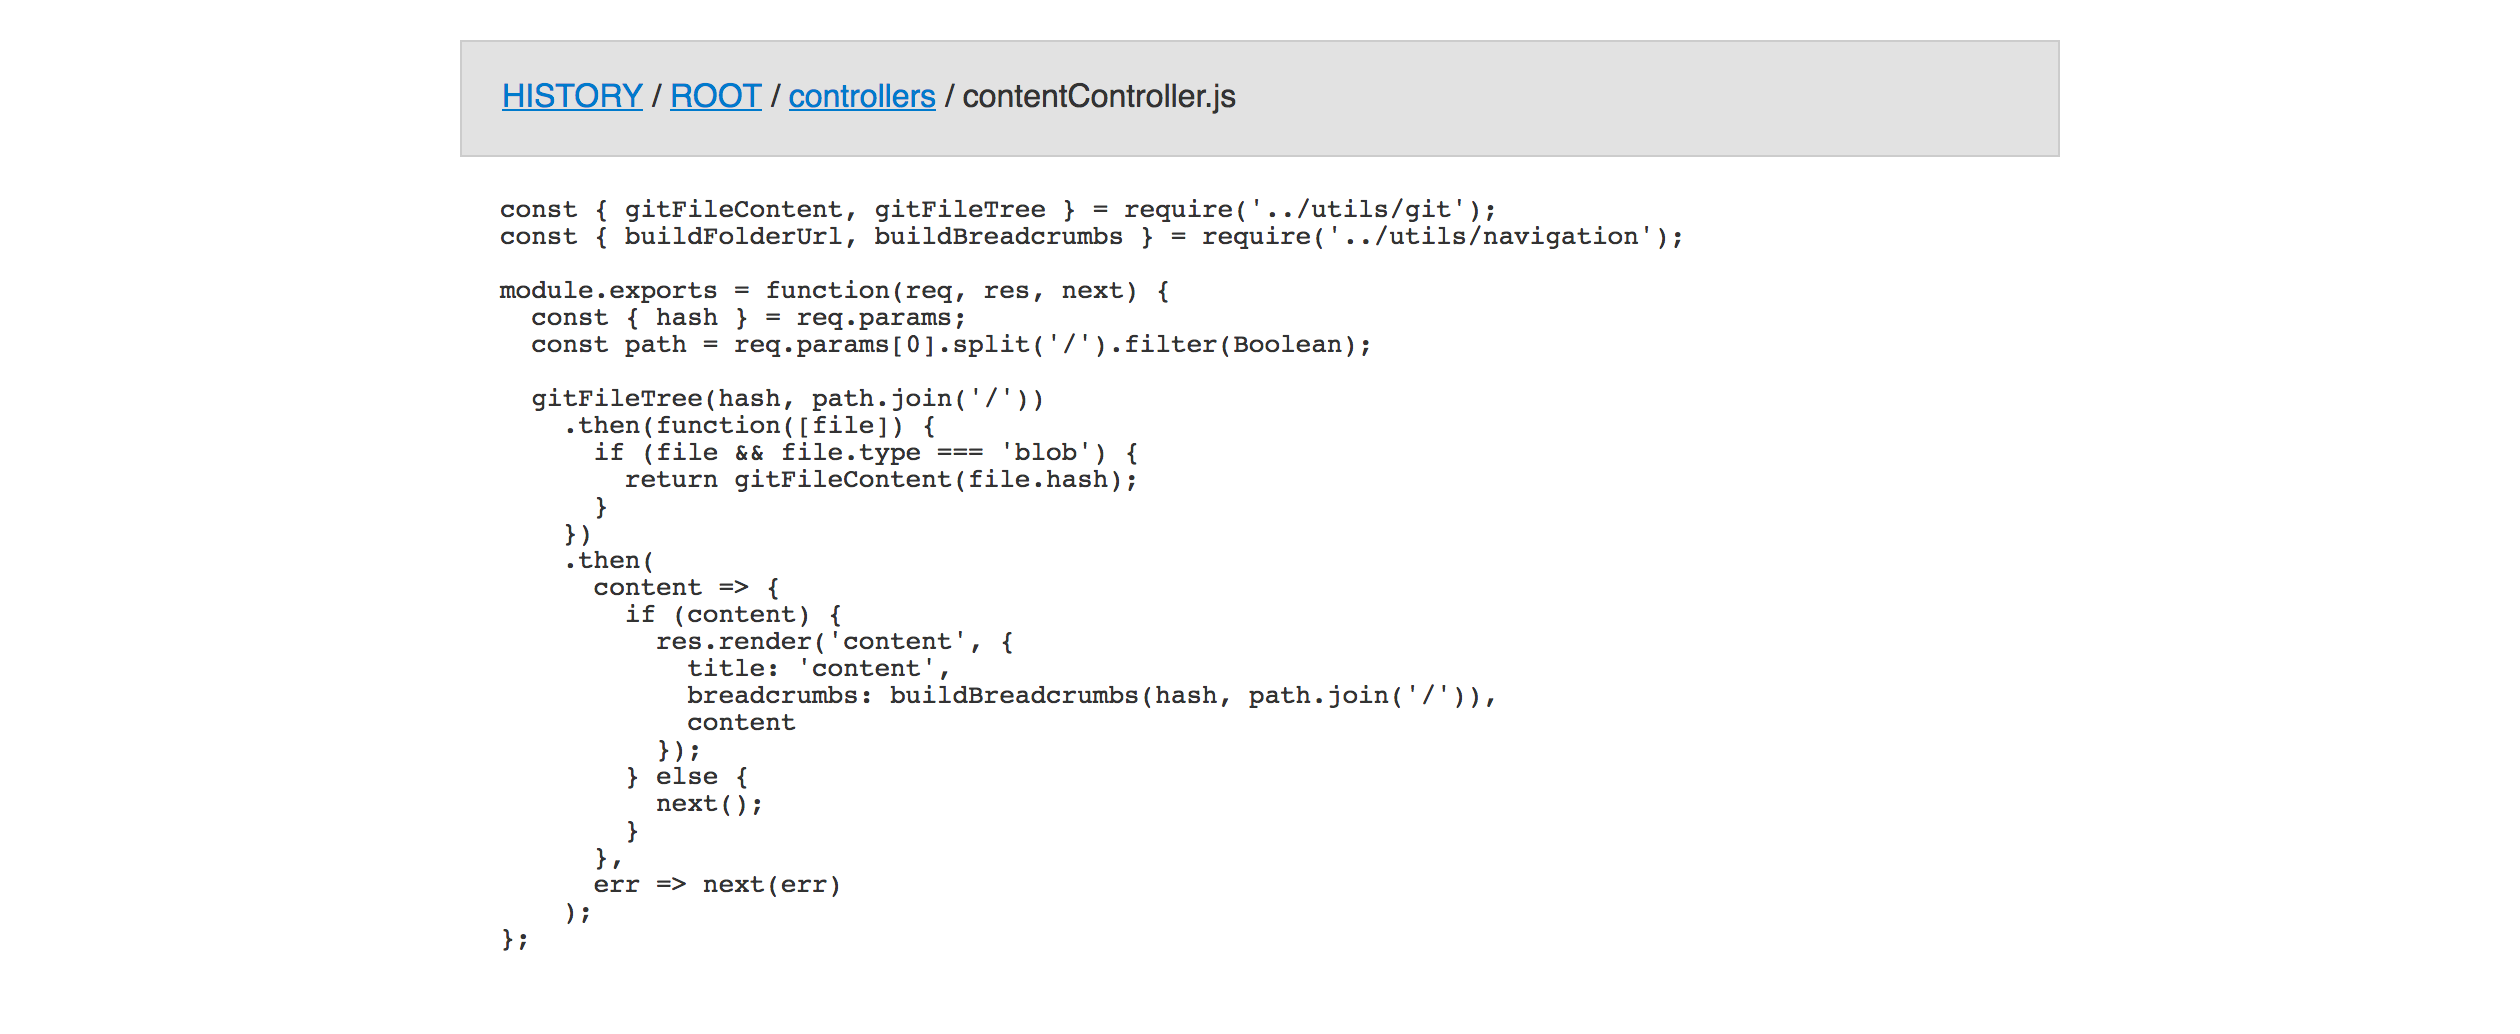 HISTORY / ROOT / controllers / contentController.js
const { gitFileContent, gitFileTree } = require('../utils/git');
const { buildFolderUrl, buildBreadcrumbs } = require('../utils/navigation');
module.exports = function(req, res, next) {
  const { hash } = req.params;
  const path = req.params[0].split('/').filter(Boolean);
  gitFileTree(hash, path.join('/'))
    .then(function([file]) {
      if (file && file.type === 'blob') {
        return gitFileContent(file.hash);
      }
    })
    .then(
      content => {
        if (content) {
          res.render('content', {
            title: 'content',
            breadcrumbs: buildBreadcrumbs(hash, path.join('/')),
            content
          });
        } else {
          next();
        }
      },
      err => next(err)
    );
};